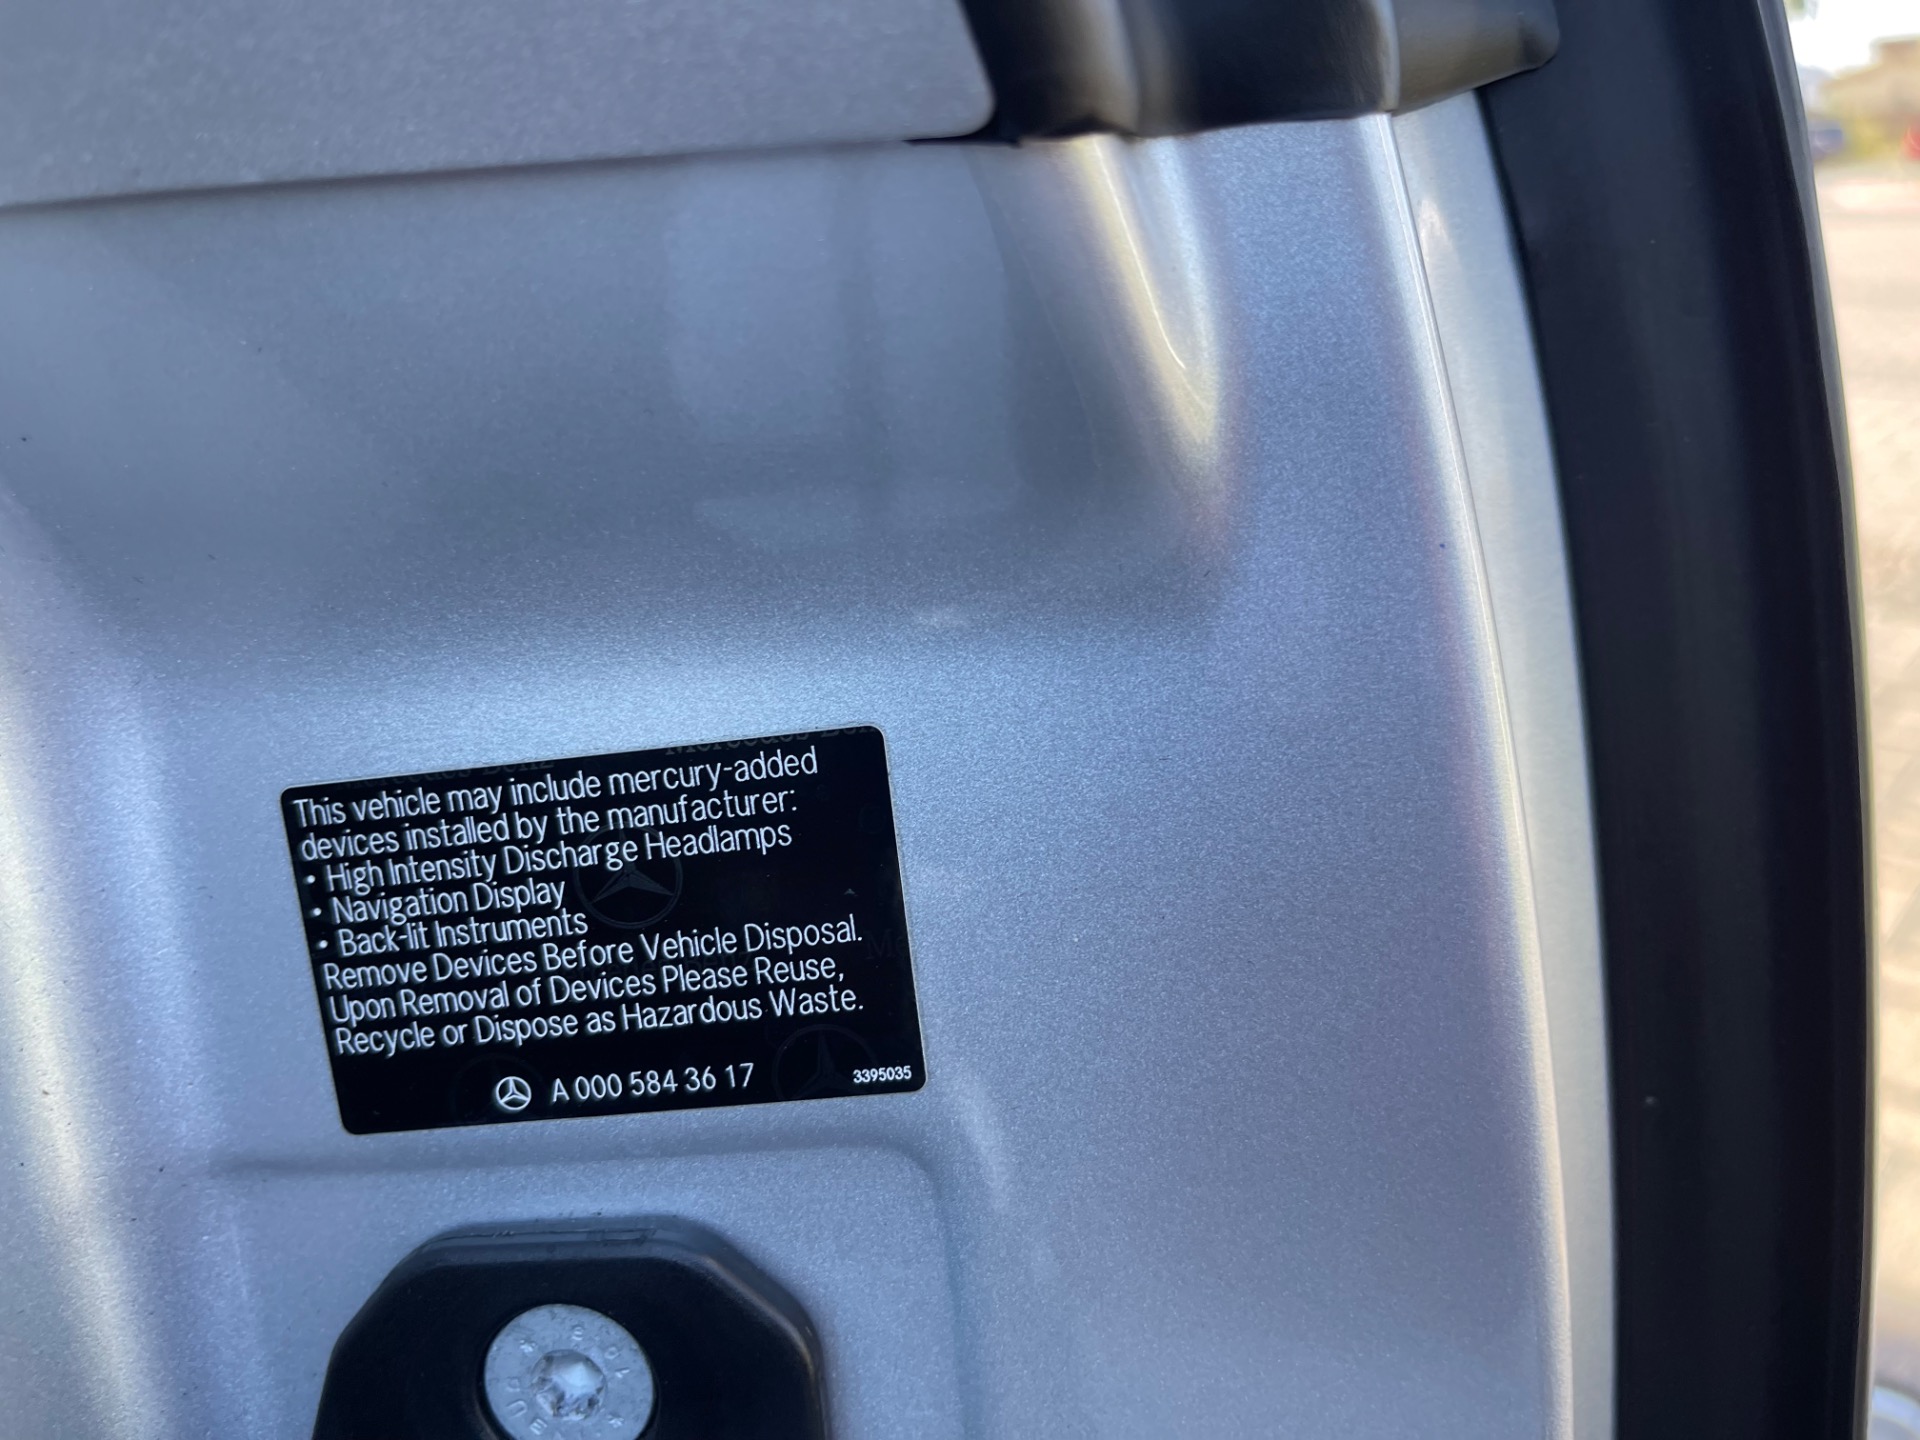 This vehicle may include mercury-added
devices installed by the manufacturer:
• High Intensity Discharge Headlamps
• Navigation Display
• Back-lit Instruments
Remove Devices Before Vehicle Disposal.
Upon Removal of Devices Please Reuse,
Recycle or Dispose as Hazardous Waste.
A 000 584 36 17
3395035